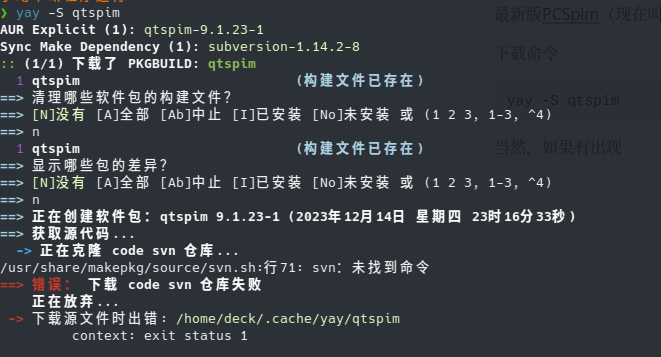 ❯ yay -S qtspim
AUR Explicit (1): qtspim-9.1.23-1
Sync Make Dependency (1): subversion-1.14.2-8
:: (1/1) 下载了 PKGBUILD: qtspim
1 qtspim (构建文件已存在)
==> 清理哪些软件包的构建文件?
==> [N]没有 [A]全部 [Ab]中止 [I]已安装 [No]未安装 或 (1 2 3, 1-3, ^4)
==> n
1 qtspim (构建文件已存在)
==> 显示哪些包的差异?
==> [N]没有 [A]全部 [Ab]中止 [I]已安装 [No]未安装 或 (1 2 3, 1-3, ^4)
==> n
==> 正在创建软件包：qtspim 9.1.23-1 (2023年12月14日 星期四 23时16分33秒)
==> 获取源代码...
-> 正在克隆 code svn 仓库...
/usr/share/makepkg/source/svn.sh:行71: svn: 未找到命令
==> 错误： 下载 code svn 仓库失败
正在放弃...
-> 下载源文件时出错：/home/deck/.cache/yay/qtspim
context: exit status 1
最新版PCSpim（现在叫
下载命令
yay -S qtspim
当然，如果有出现